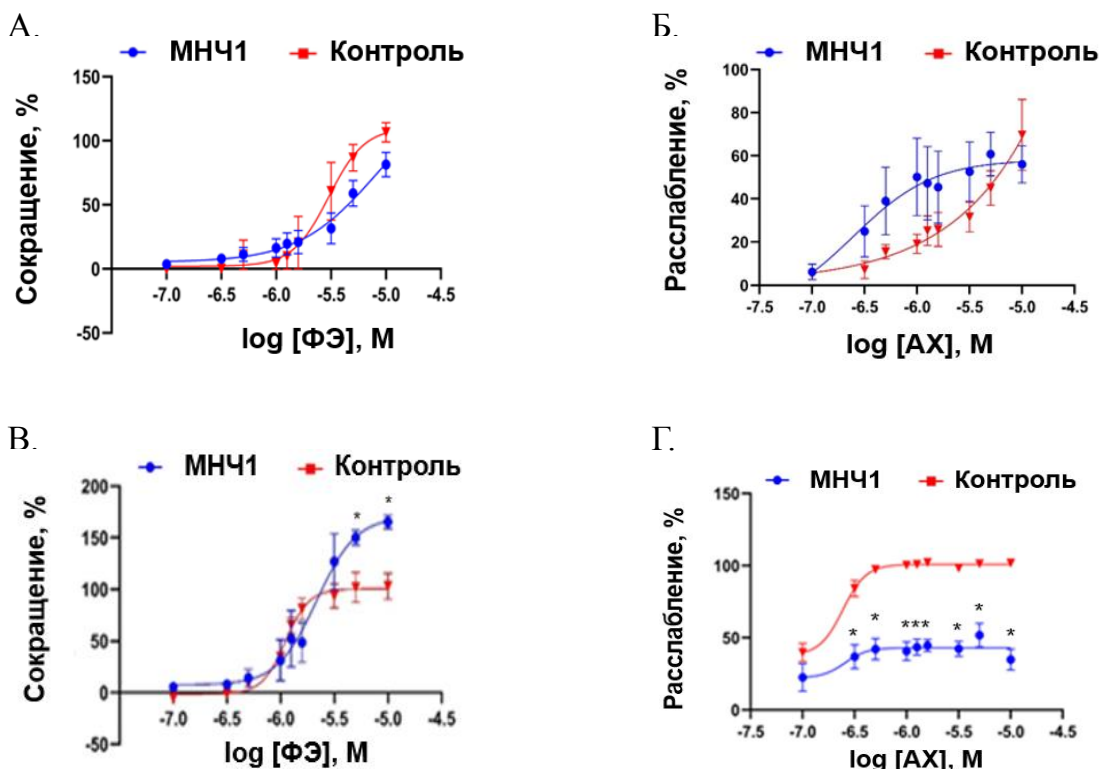 А.
МНЧ1 Контроль
Сокращение, %
150
100
50
0
-50
-7.0 -6.5 -6.0 -5.5 -5.0 -4.5
log [ФЭ], М
Б.
МНЧ1 Контроль
Расслабление, %
100
80
60
40
20
0
-7.5 -7.0 -6.5 -6.0 -5.5 -5.0 -4.5
log [АХ], М
В.
МНЧ1 Контроль
Сокращение, %
200
150
100
50
0
-50
-7.0 -6.5 -6.0 -5.5 -5.0 -4.5
* *
log [ФЭ], М
Г.
МНЧ1 Контроль
Расслабление, %
150
100
50
0
* * * * * * * *
-7.5 -7.0 -6.5 -6.0 -5.5 -5.0 -4.5
log [АХ], М